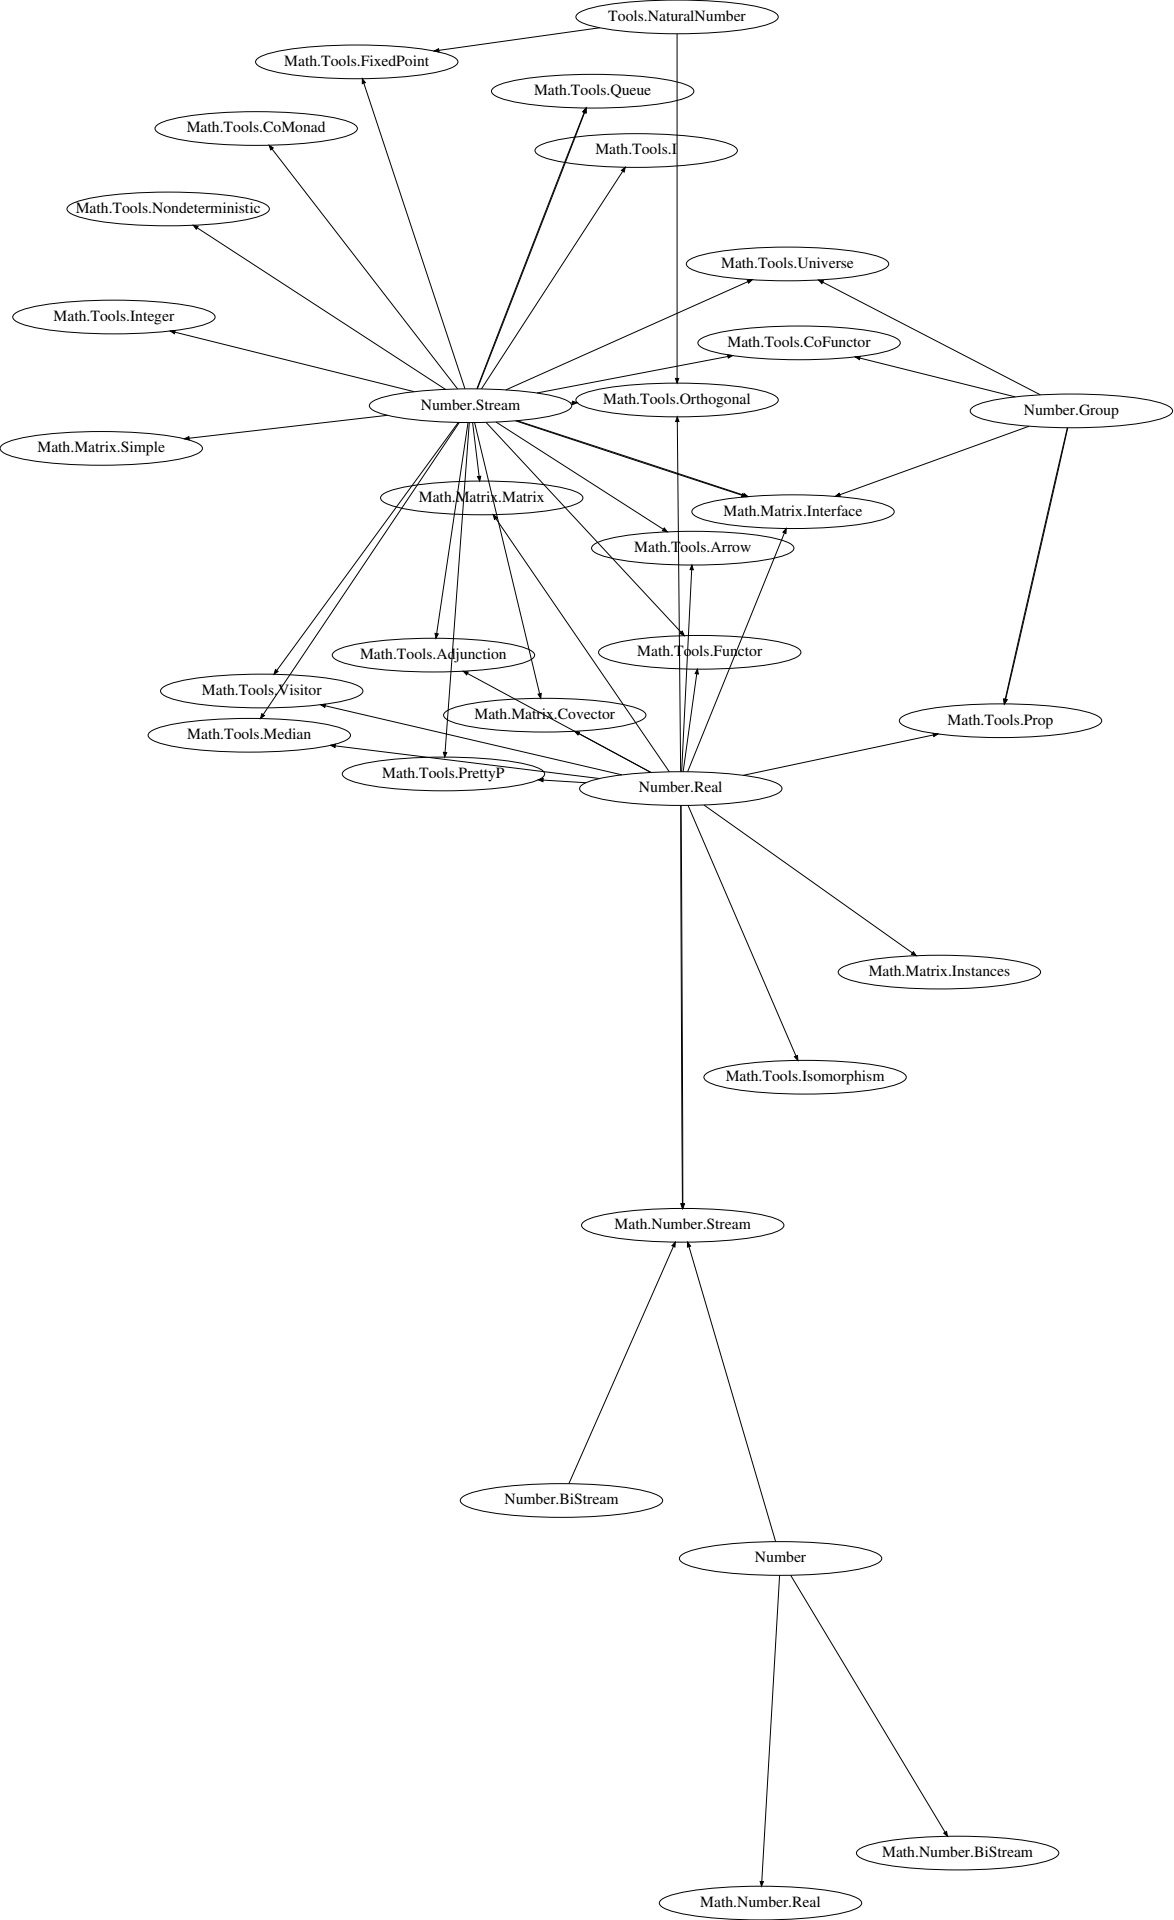 Tools.NaturalNumber
Math.Tools.FixedPoint
Math.Tools.Queue
Math.Tools.CoMonad
Math.Tools.I
Math.Tools.Nondeterministic
Math.Tools.Universe
Math.Tools.Integer
Math.Tools.CoFunctor
Math.Tools.Orthogonal
Number.Stream
Number.Group
Math.Matrix.Simple
Math.Matrix.Matrix
Math.Matrix.Interface
Math.Tools.Arrow
Math.Tools.Functor
Math.Tools.Adjunction
Math.Tools.Visitor
Math.Matrix.Covector
Math.Tools.Prop
Math.Tools.Median
Math.Tools.PrettyP
Number.Real
Math.Matrix.Instances
Math.Tools.Isomorphism
Math.Number.Stream
Number.BiStream
Number
Math.Number.BiStream
Math.Number.Real